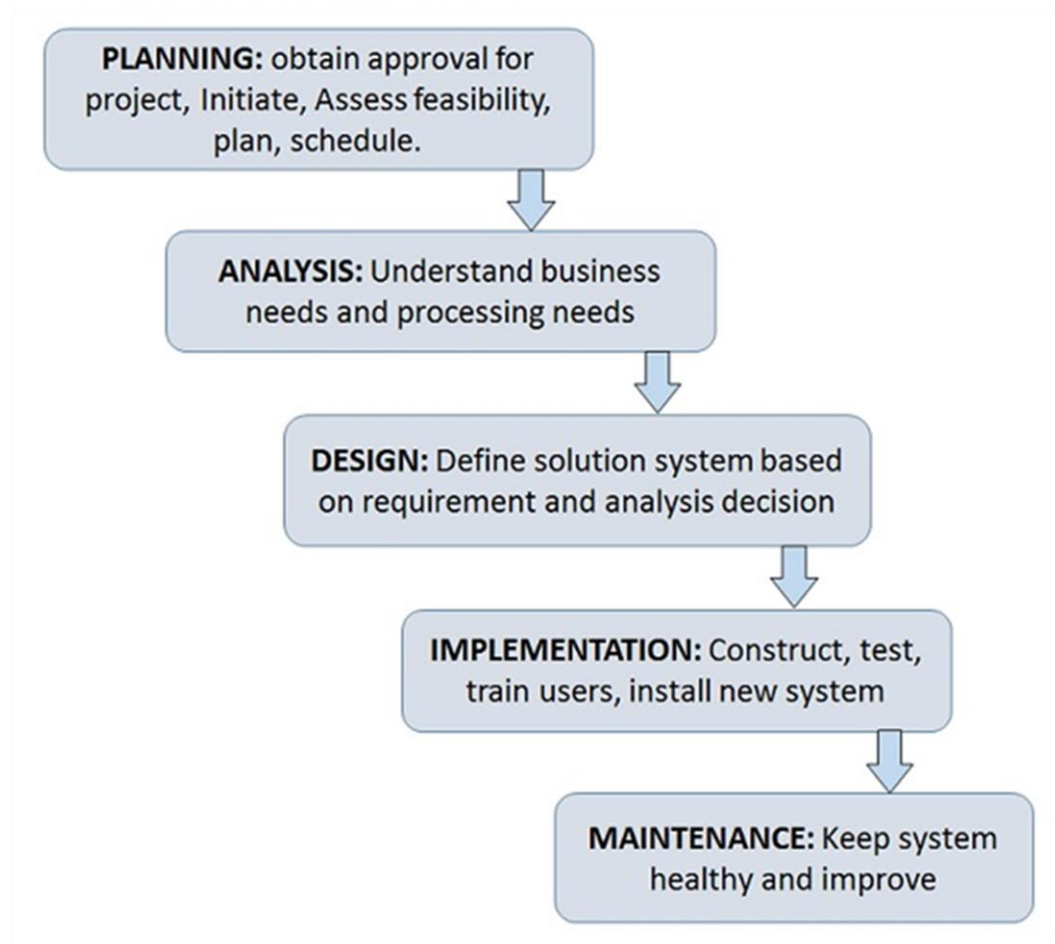 PLANNING: obtain approval for
project, Initiate, Assess feasibility,
plan, schedule.
ANALYSIS: Understand business
needs and processing needs
DESIGN: Define solution system based
on requirement and analysis decision
IMPLEMENTATION: Construct, test,
train users, install new system
MAINTENANCE: Keep system
healthy and improve